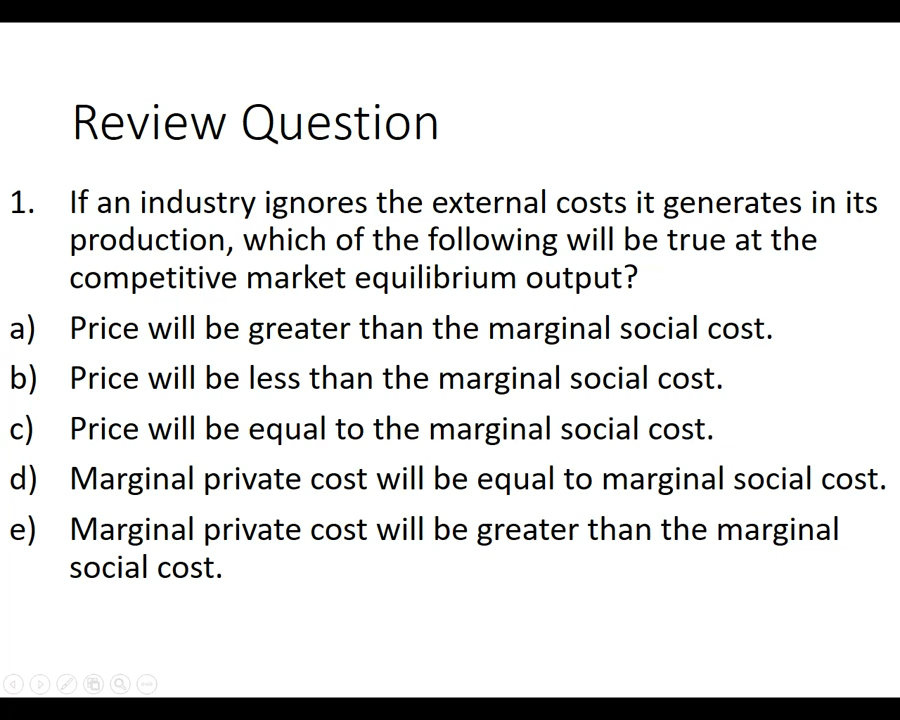 Review Question
1. If an industry ignores the external costs it generates in its
production, which of the following will be true at the
competitive market equilibrium output?
a) Price will be greater than the marginal social cost.
b) Price will be less than the marginal social cost.
c) Price will be equal to the marginal social cost.
d) Marginal private cost will be equal to marginal social cost.
e) Marginal private cost will be greater than the marginal
social cost.